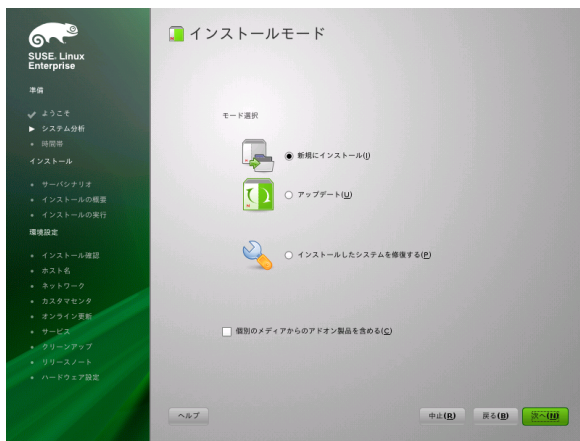 SUSE. Linux
Enterprise
準備
ようこそ
システム分析
時間帯
インストール
サーバシナリオ
インストールの概要
インストールの実行
環境設定
インストール確認
ホスト名
ネットワーク
カスタマセンタ
オンライン更新
サービス
クリーンアップ
リリースノート
ハードウェア設定
インストールモード
モード選択
新規にインストール(I)
アップデート(U)
インストールしたシステムを修復する(P)
個別のメディアからのアドオン製品を含める(C)
ヘルプ
中止(R)
戻る(B)
次へ(N)